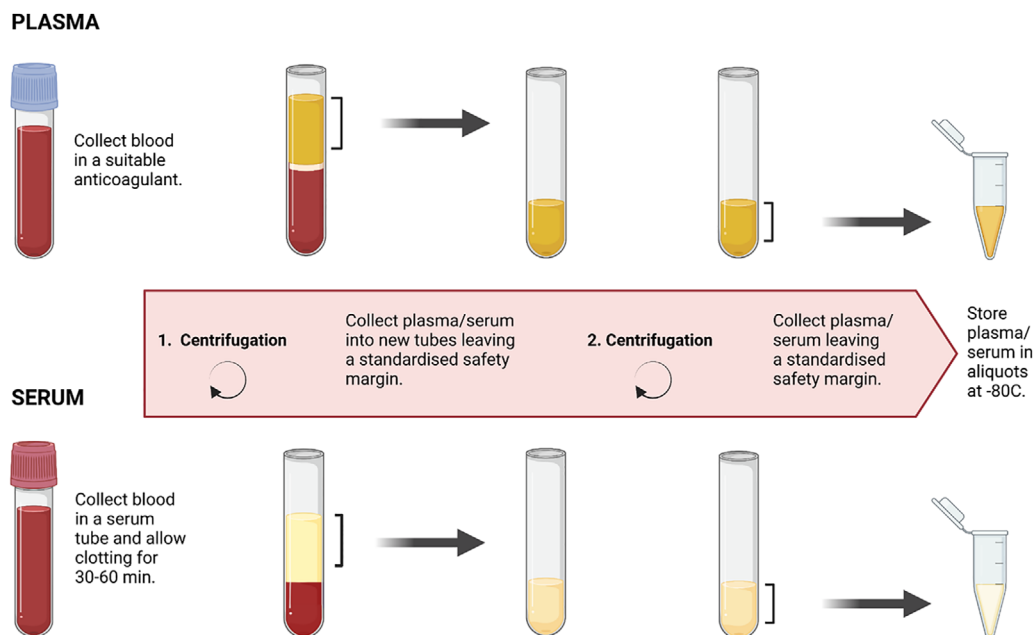 PLASMA
Collect blood
in a suitable
anticoagulant.
1. Centrifugation
Collect plasma/serum
into new tubes leaving
a standardised safety
margin.
2. Centrifugation
Collect plasma/
serum leaving
a standardised
safety margin.
Store
plasma/
serum in
aliquots
at -80C.
SERUM
Collect blood
in a serum
tube and allow
clotting for
30-60 min.